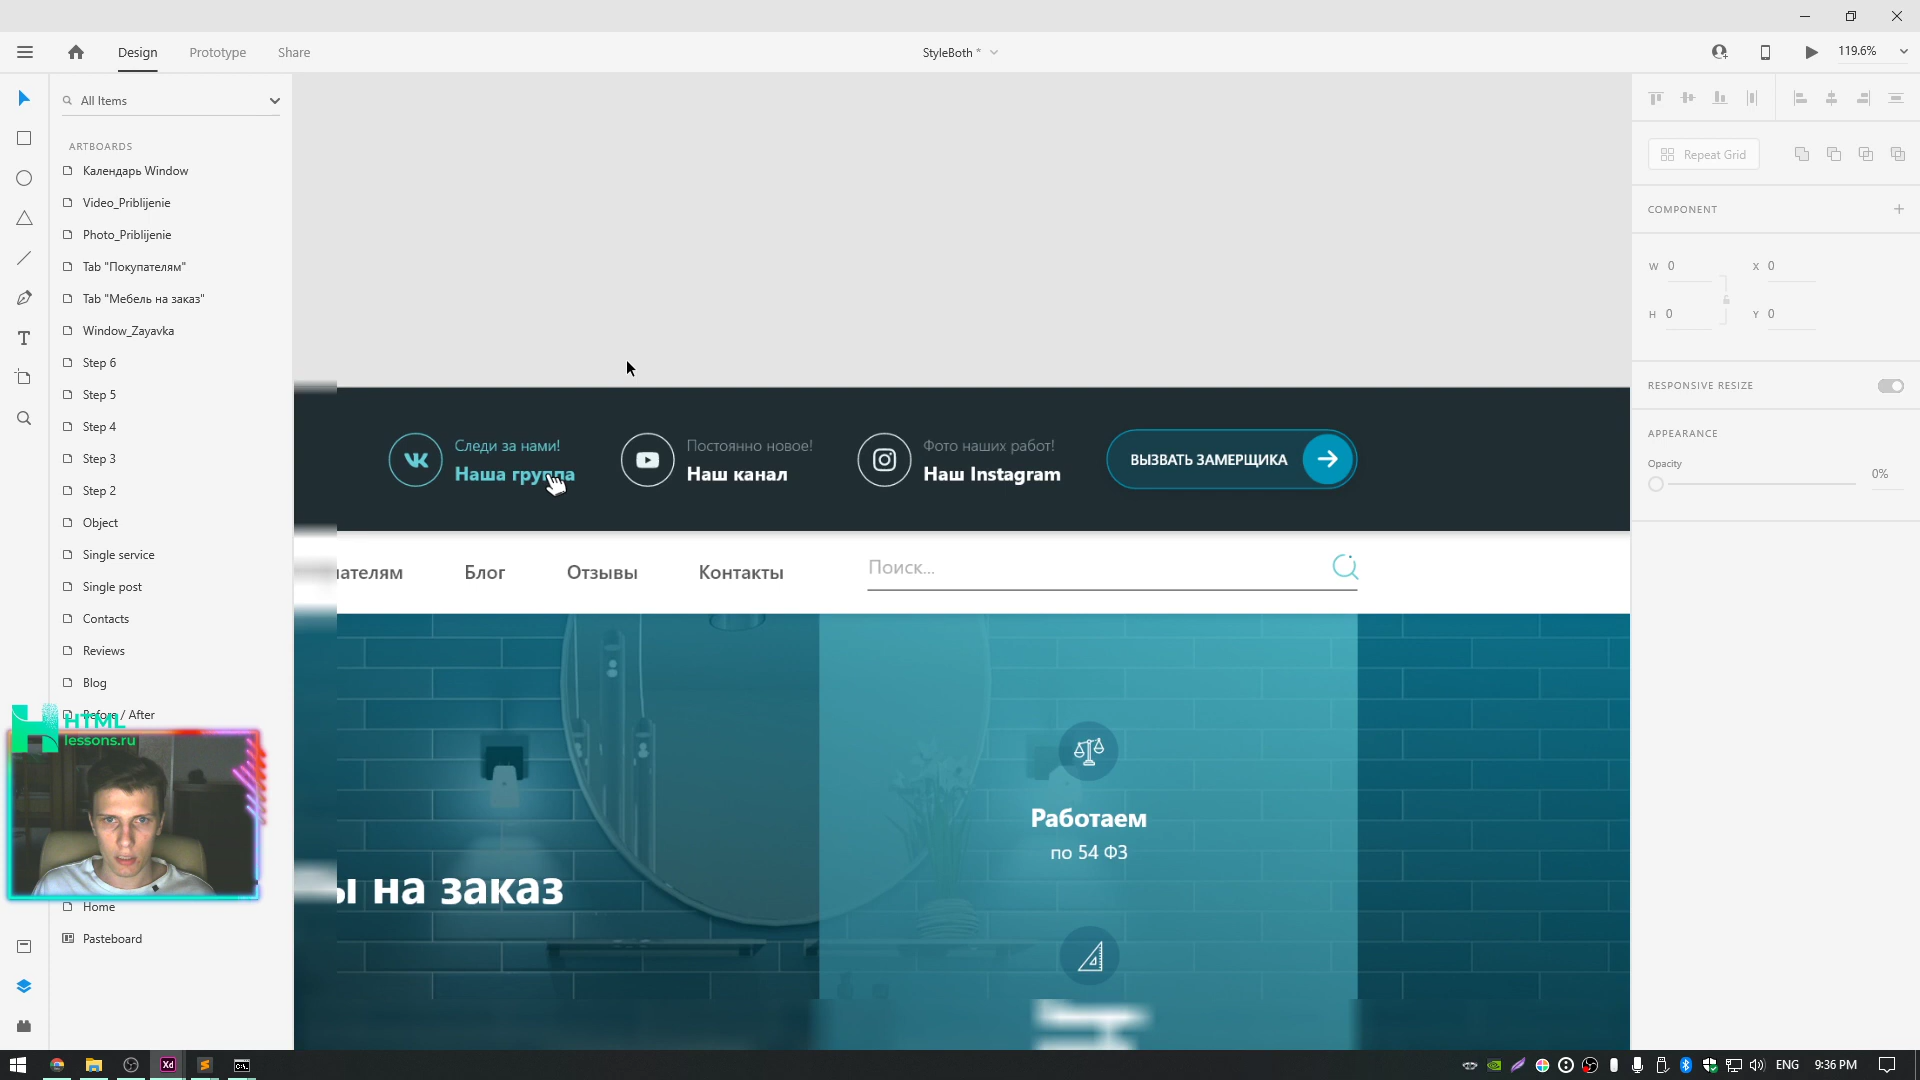 Design
Prototype
Share
StyleBoth *
119.6%
All Items
ARTBOARDS
Календарь Window
Video_Priblijenie
Photo_Priblijenie
Tab "Покупателям"
Tab "Мебель на заказ"
Window_Zayavka
Step 6
Step 5
Step 4
Step 3
Step 2
Object
Single service
Single post
Contacts
Reviews
Blog
Before / After
HTML
lessons.ru
Home
Pasteboard
Следи за нами!
Наша группа
Постоянно новое!
Наш канал
Фото наших работ!
Наш Instagram
ВЫЗВАТЬ ЗАМЕРЩИКА
ателям
Блог
Отзывы
Контакты
Поиск...
ы на заказ
Работаем
по 54 ФЗ
Repeat Grid
COMPONENT
W 0
X 0
H 0
Y 0
RESPONSIVE RESIZE
APPEARANCE
Opacity
0%
Xd
ENG
9:36 PM